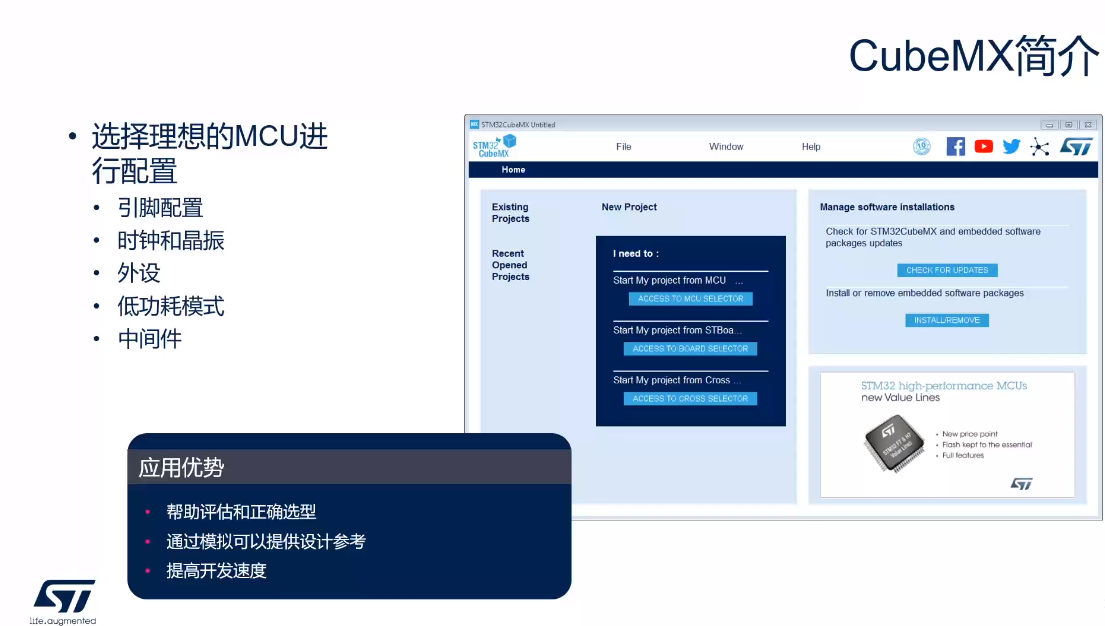 CubeMX简介
• 选择理想的MCU进
行配置
• 引脚配置
• 时钟和晶振
• 外设
• 低功耗模式
• 中间件
应用优势
• 帮助评估和正确选型
• 通过模拟可以提供设计参考
• 提高开发速度
life.augmented
MX STM32CubeMX Untitled
STM32
CubeMX
File Window Help
Home
Existing
Projects
Recent
Opened
Projects
New Project
I need to :
Start My project from MCU ...
ACCESS TO MCU SELECTOR
Start My project from STBoa...
ACCESS TO BOARD SELECTOR
Start My project from Cross ...
ACCESS TO CROSS SELECTOR
Manage software installations
Check for STM32CubeMX and embedded software
packages updates
CHECK FOR UPDATES
Install or remove embedded software packages
INSTALL/REMOVE
STM32 high-performance MCUs
new Value Lines
• New price point
• Flash kept to the essential
• Full features